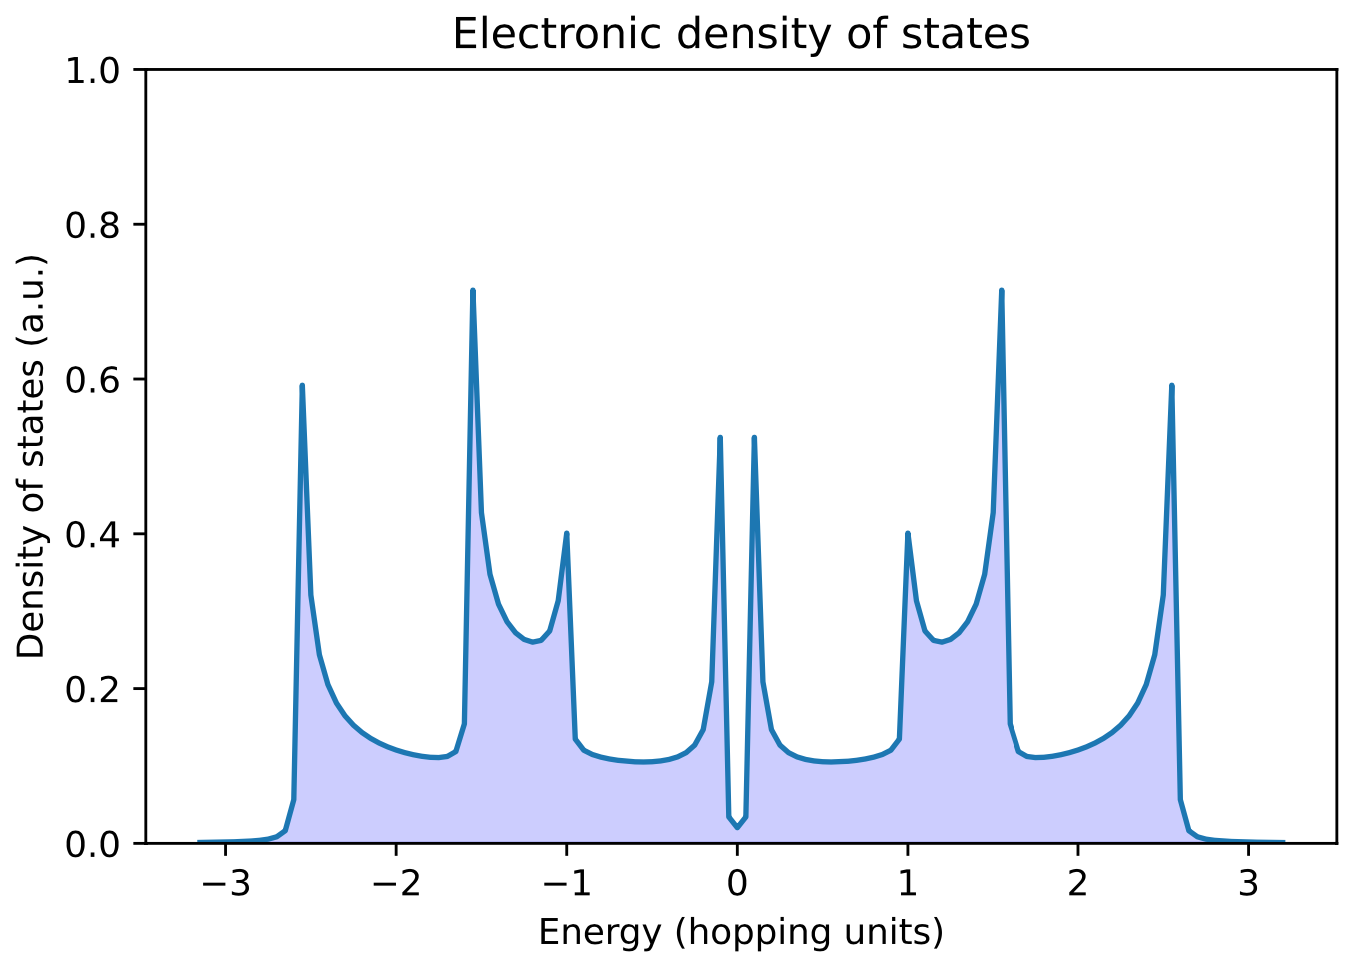 Electronic density of states
1.0
0.8
0.6
0.4
0.2
0.0
Density of states (a.u.)
−3 −2 −1 0 1 2 3
Energy (hopping units)